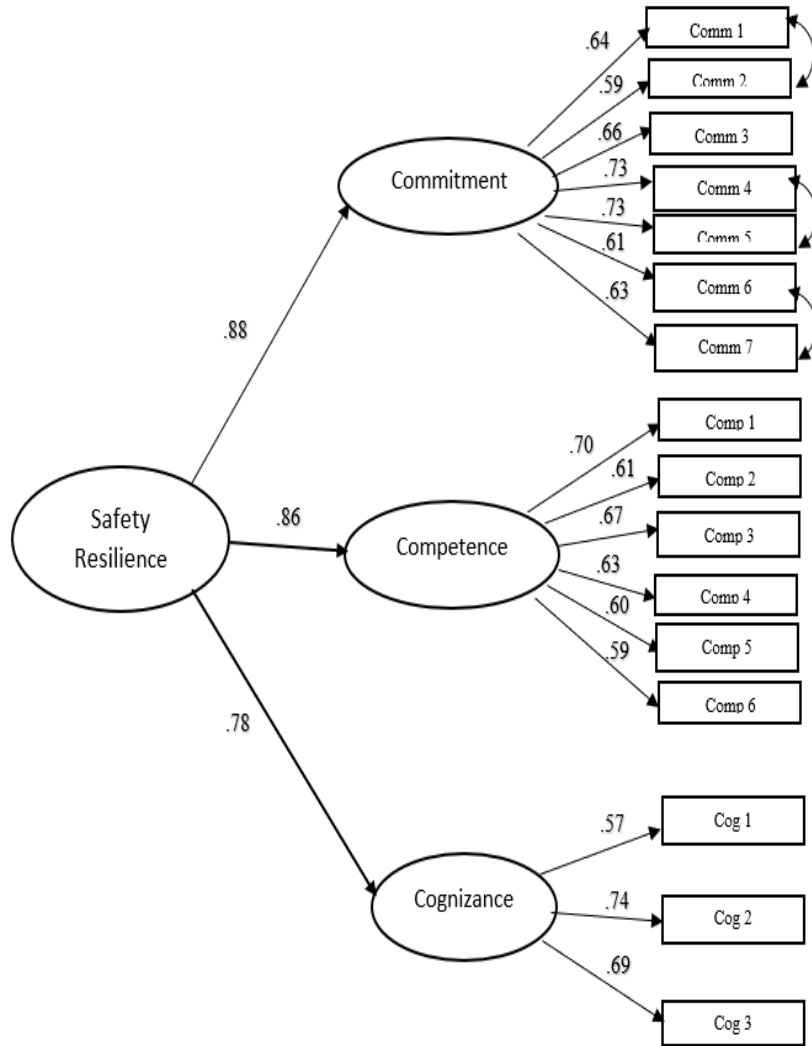 .64
Comm 1
.59
Comm 2
.66
Comm 3
Commitment
.73
Comm 4
.73
Comm 5
.61
Comm 6
.63
Comm 7
.88
.70
Comp 1
.61
Comp 2
Safety
Resilience
.86
Competence
.67
Comp 3
.63
Comp 4
.60
Comp 5
.59
Comp 6
.78
.57
Cog 1
Cognizance
.74
Cog 2
.69
Cog 3